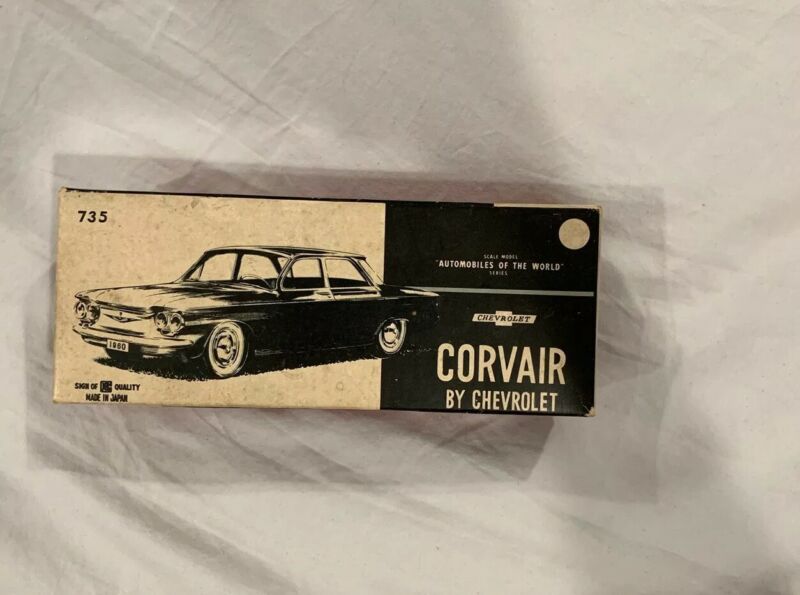 735
SCALE MODEL
"AUTOMOBILES OF THE WORLD"
SERIES
CHEVROLET
CORVAIR
BY CHEVROLET
1960
SIGN OF QUALITY
MADE IN JAPAN